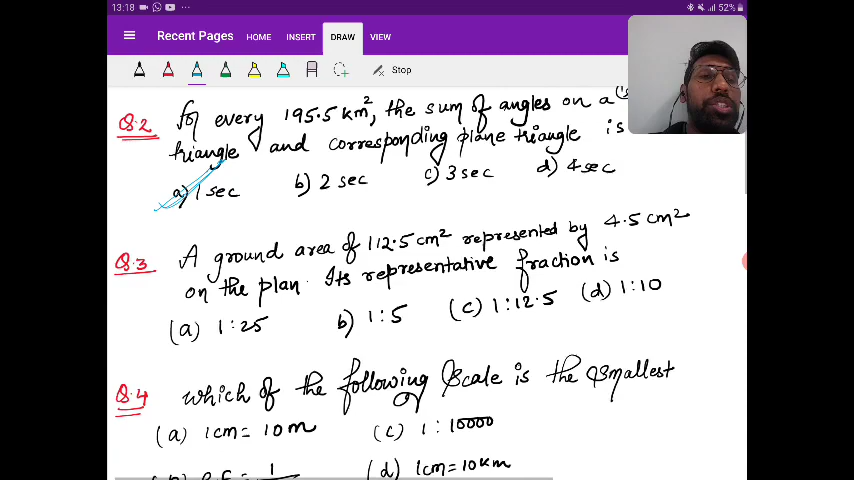 13:18
52%
Recent Pages HOME INSERT DRAW VIEW
Stop
Q.2 for every 195.5 km², the sum of angles on a
triangle and corresponding plane triangle is
a) 1 sec b) 2 sec c) 3 sec d) 4 sec
Q.3 A ground area of 112.5 cm² represented by 4.5 cm²
on the plan. Its representative fraction is
(a) 1:25 b) 1:5 (c) 1:12.5 (d) 1:10
Q.4 which of the following scale is the smallest
(a) 1cm = 10 m (c) 1:10000
1 (d) 1cm = 10 km